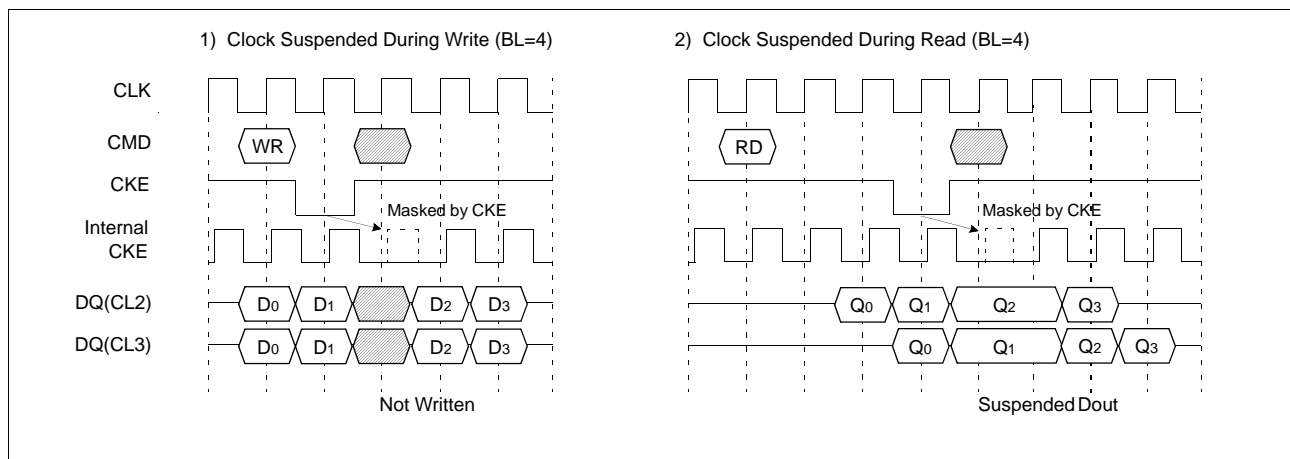 1) Clock Suspended During Write (BL=4)
2) Clock Suspended During Read (BL=4)
CLK
CMD
WR
RD
CKE
Masked by CKE
Masked by CKE
Internal
CKE
DQ(CL2)
D0 D1 D2 D3
Q0 Q1 Q2 Q3
DQ(CL3)
D0 D1 D2 D3
Q0 Q1 Q2 Q3
Not Written
Suspended Dout